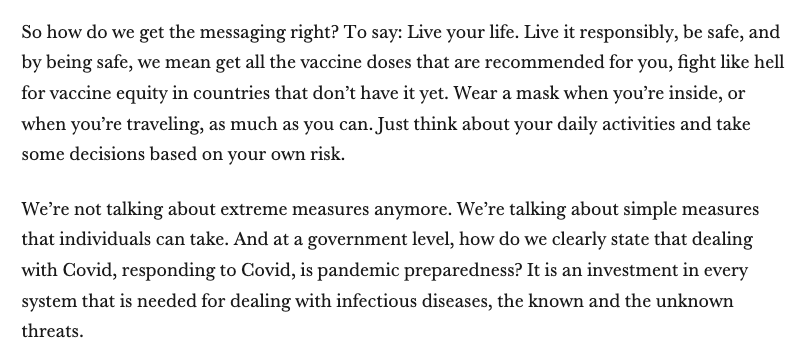 So how do we get the messaging right? To say: Live your life. Live it responsibly, be safe, and
by being safe, we mean get all the vaccine doses that are recommended for you, fight like hell
for vaccine equity in countries that don’t have it yet. Wear a mask when you’re inside, or
when you’re traveling, as much as you can. Just think about your daily activities and take
some decisions based on your own risk.
We’re not talking about extreme measures anymore. We’re talking about simple measures
that individuals can take. And at a government level, how do we clearly state that dealing
with Covid, responding to Covid, is pandemic preparedness? It is an investment in every
system that is needed for dealing with infectious diseases, the known and the unknown
threats.